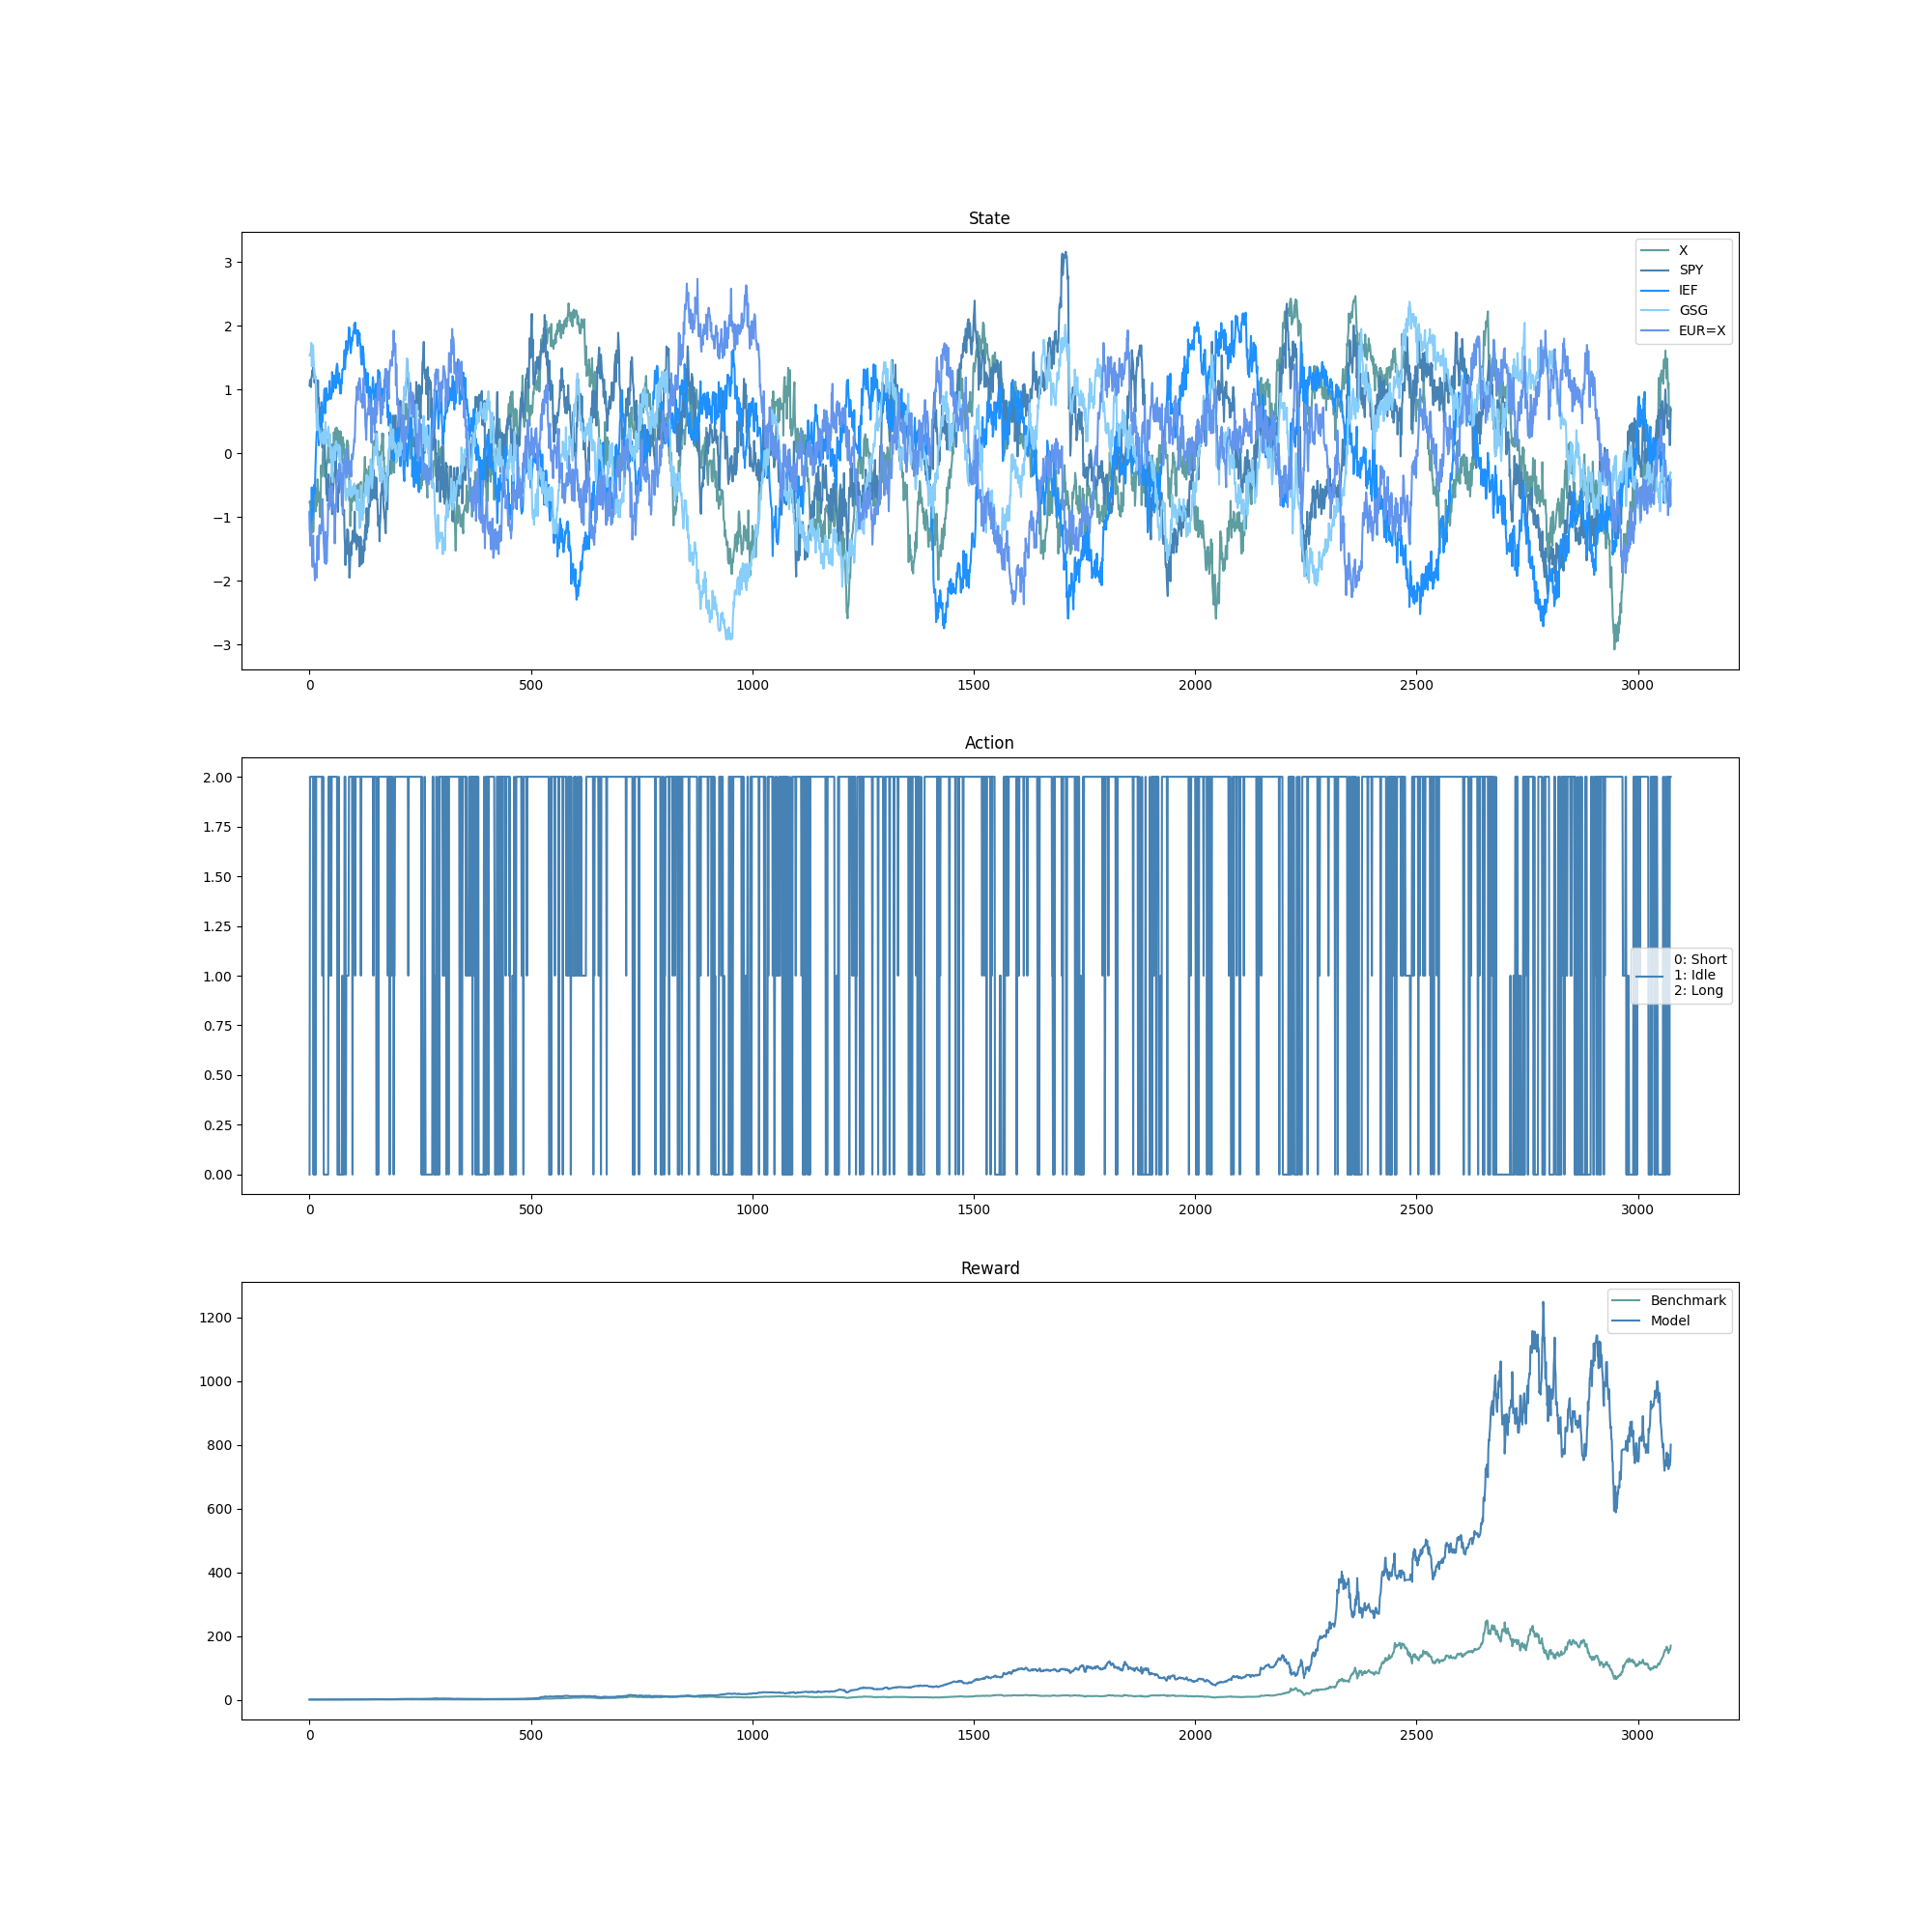 State
3
2
1
0
−1
−2
−3
X
SPY
IEF
GSG
EUR=X
0 500 1000 1500 2000 2500 3000
Action
2.00
1.75
1.50
1.25
1.00
0.75
0.50
0.25
0.00
0: Short
1: Idle
2: Long
0 500 1000 1500 2000 2500 3000
Reward
1200
1000
800
600
400
200
0
Benchmark
Model
0 500 1000 1500 2000 2500 3000